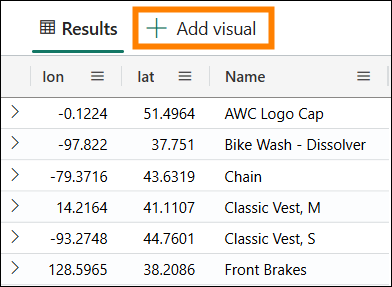 Results + Add visual
lon lat Name
-0.1224 51.4964 AWC Logo Cap
-97.822 37.751 Bike Wash - Dissolver
-79.3716 43.6319 Chain
14.2164 41.1107 Classic Vest, M
-93.2748 44.7601 Classic Vest, S
128.5965 38.2086 Front Brakes